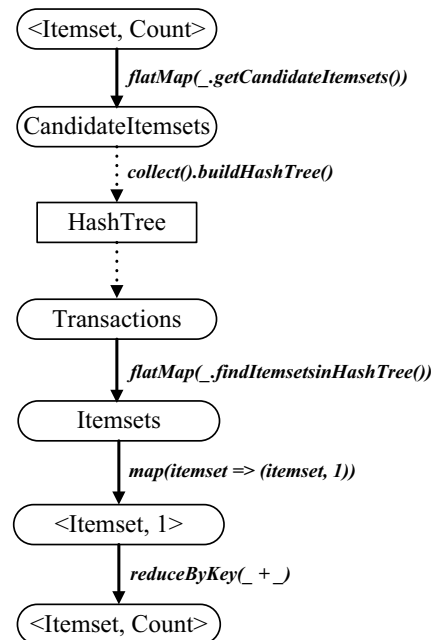 <Itemset, Count>
flatMap(_.getCandidateItemsets())
CandidateItemsets
collect().buildHashTree()
HashTree
Transactions
flatMap(_.findItemsetsinHashTree())
Itemsets
map(itemset => (itemset, 1))
<Itemset, 1>
reduceByKey(_ + _)
<Itemset, Count>